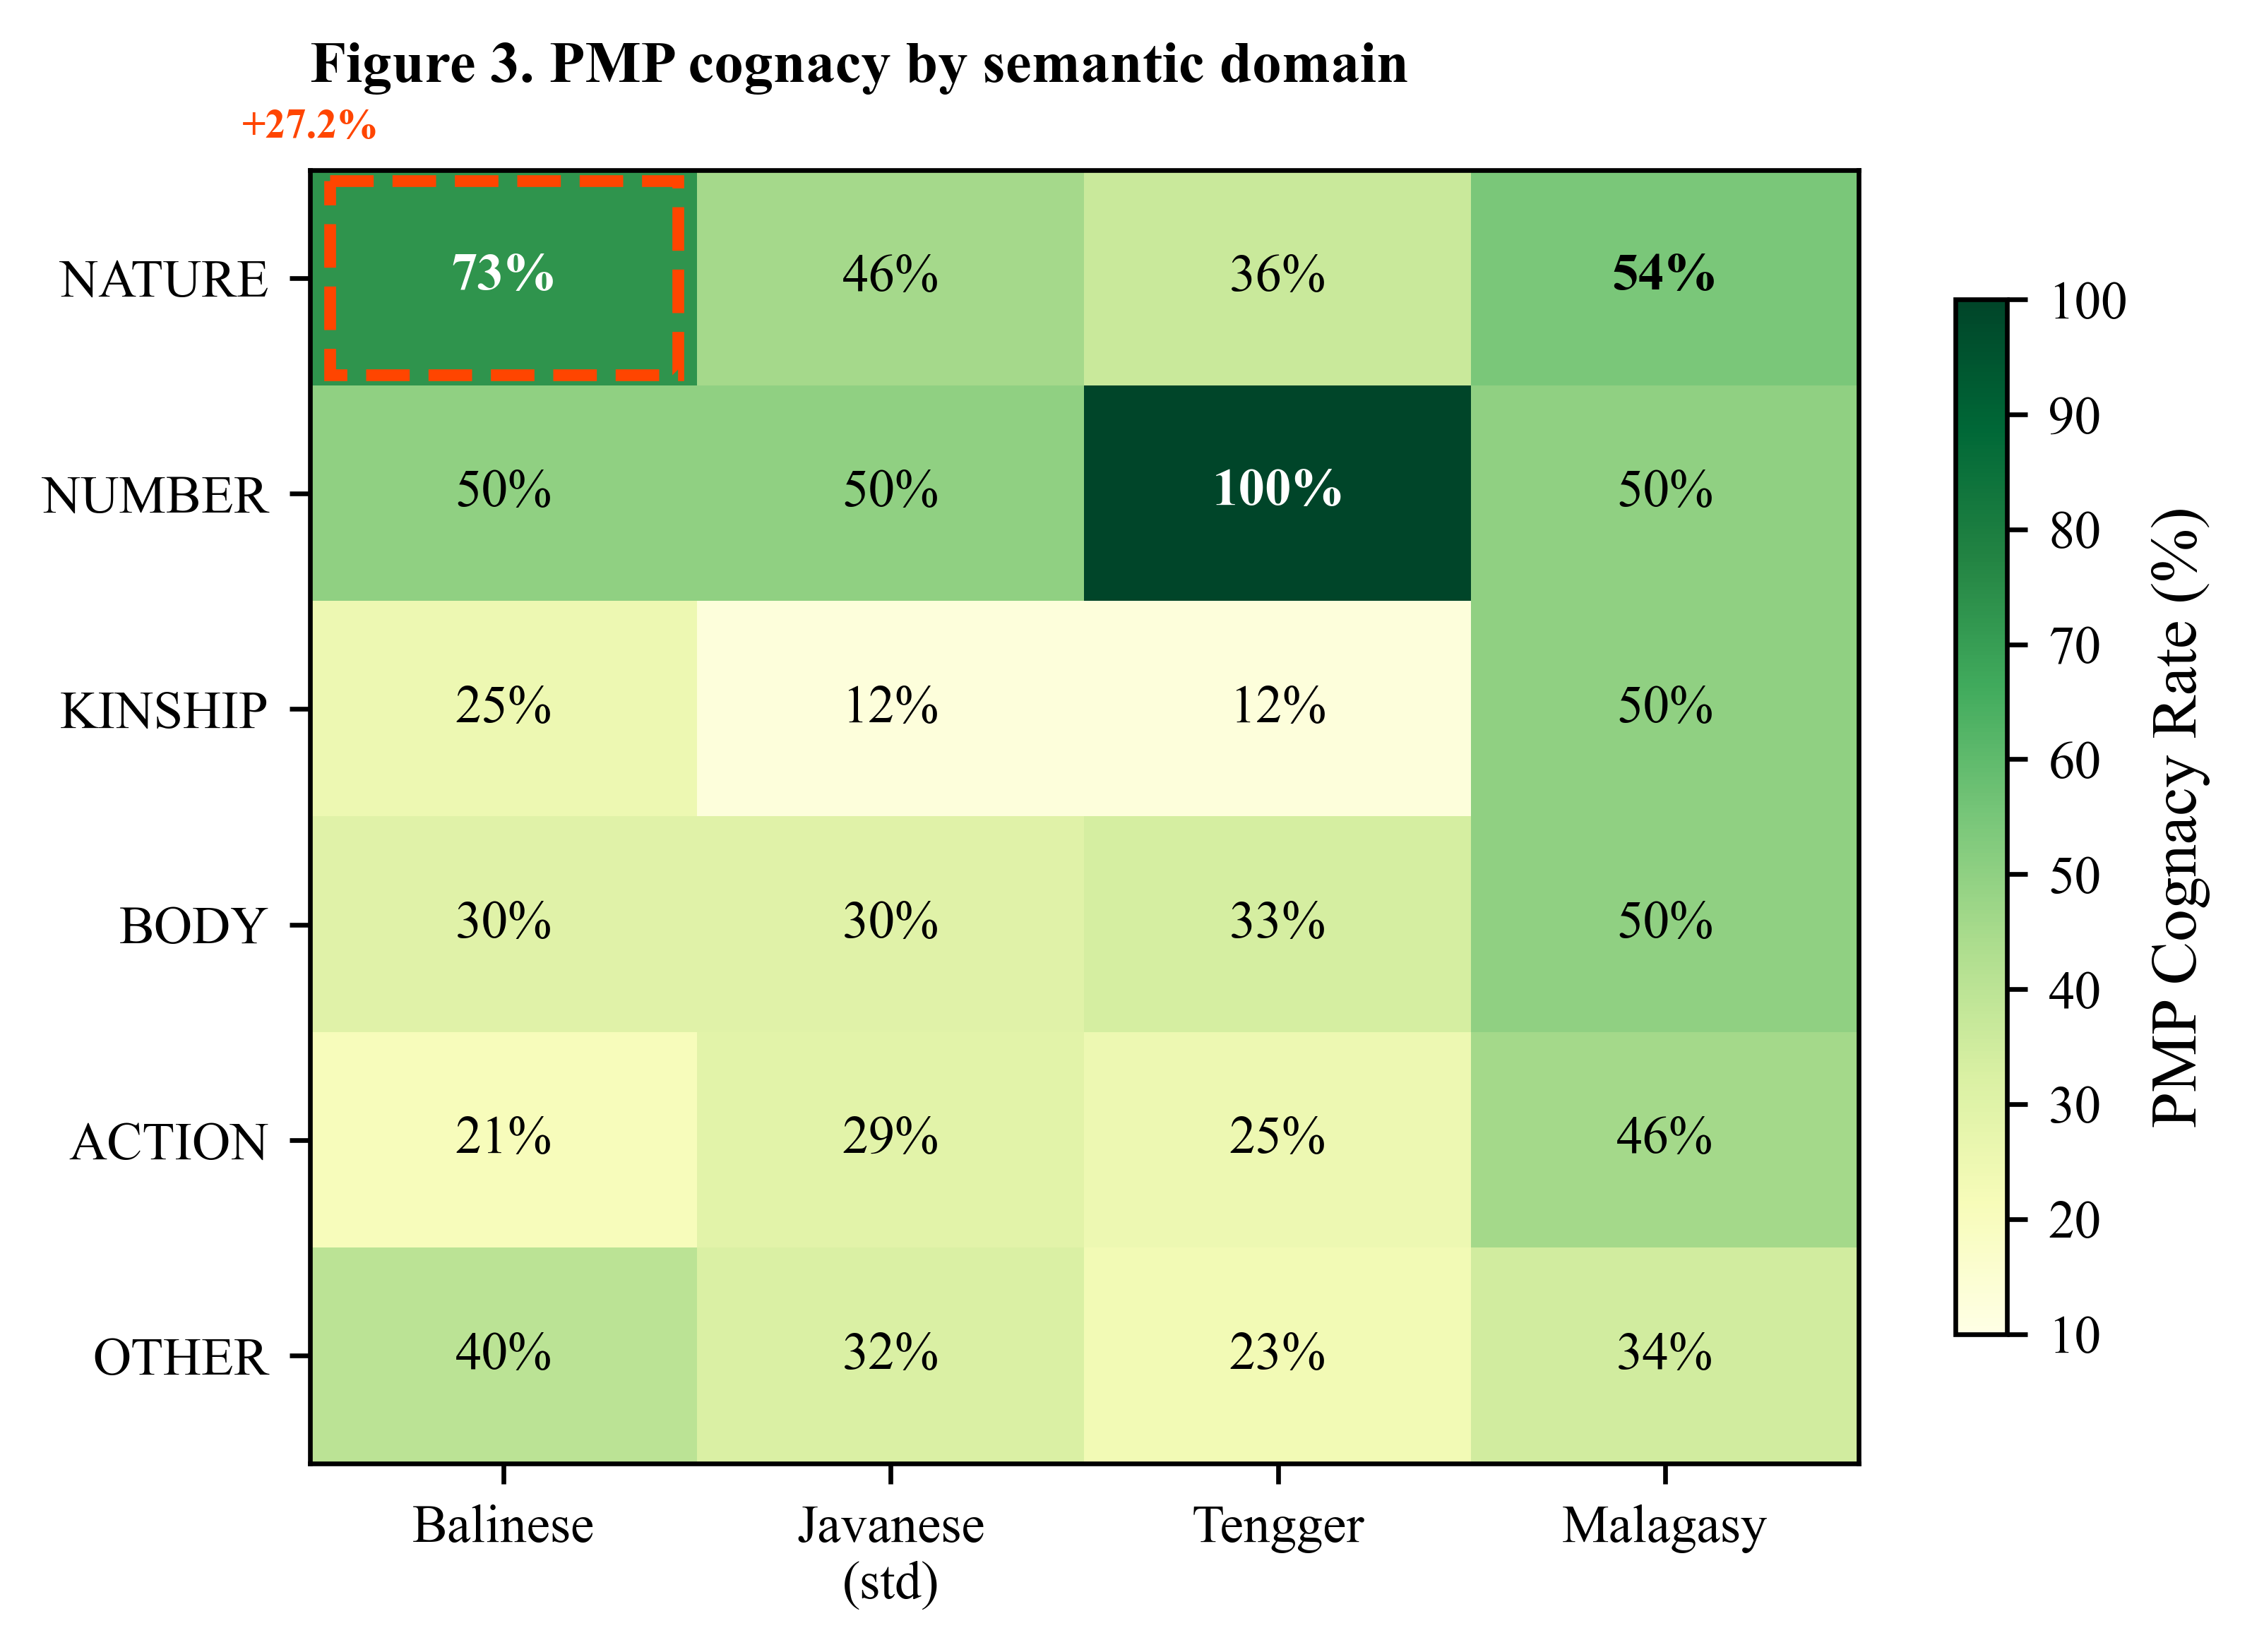 Figure 3. PMP cognacy by semantic domain
+27.2%
NATURE 73% 46% 36% 54%
NUMBER 50% 50% 100% 50%
KINSHIP 25% 12% 12% 50%
BODY 30% 30% 33% 50%
ACTION 21% 29% 25% 46%
OTHER 40% 32% 23% 34%
Balinese Javanese Tengger Malagasy
(std)
100
90
80
70
60
50
40
30
20
10
PMP Cognacy Rate (%)